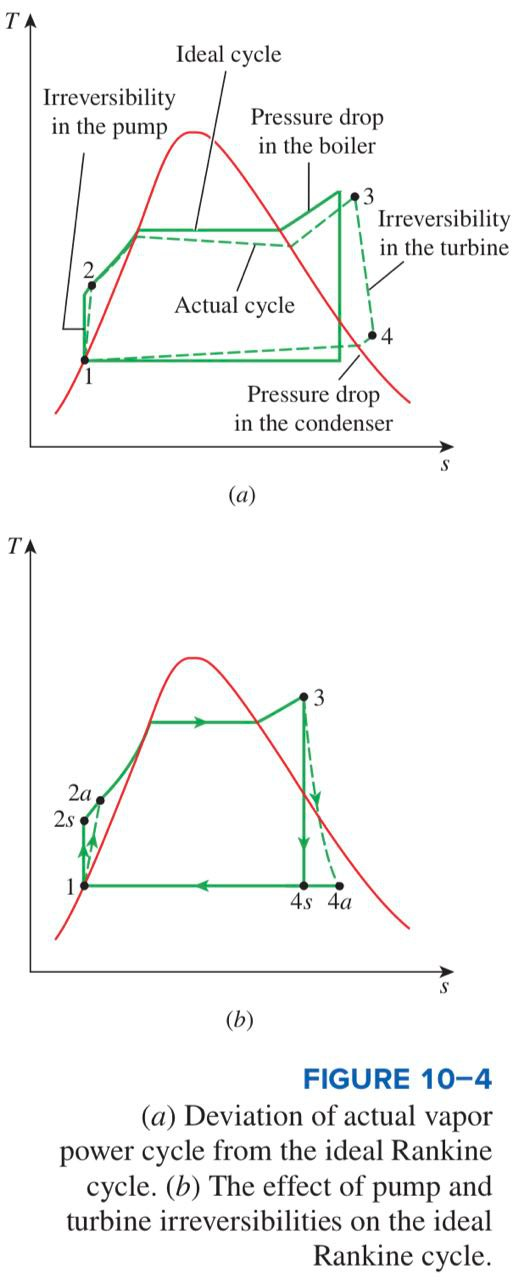 T
Ideal cycle
Irreversibility
in the pump
Pressure drop
in the boiler
3
Irreversibility
in the turbine
2
Actual cycle
4
1
Pressure drop
in the condenser
s
(a)
T
3
2a
2s
1
4s 4a
s
(b)
FIGURE 10–4
(a) Deviation of actual vapor
power cycle from the ideal Rankine
cycle. (b) The effect of pump and
turbine irreversibilities on the ideal
Rankine cycle.